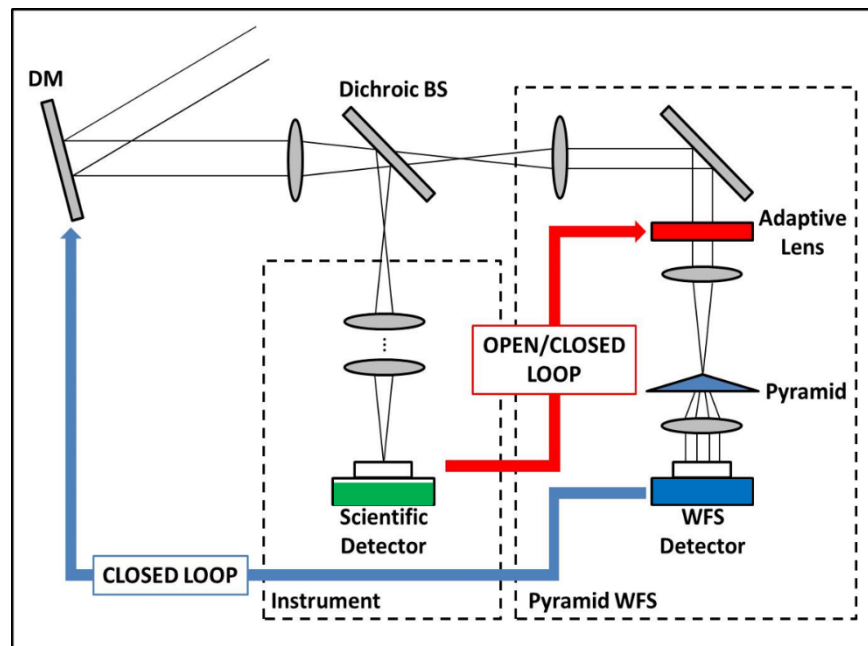 DM
Dichroic BS
Adaptive
Lens
OPEN/CLOSED
LOOP
Pyramid
Scientific
Detector
WFS
Detector
CLOSED LOOP
Instrument
Pyramid WFS